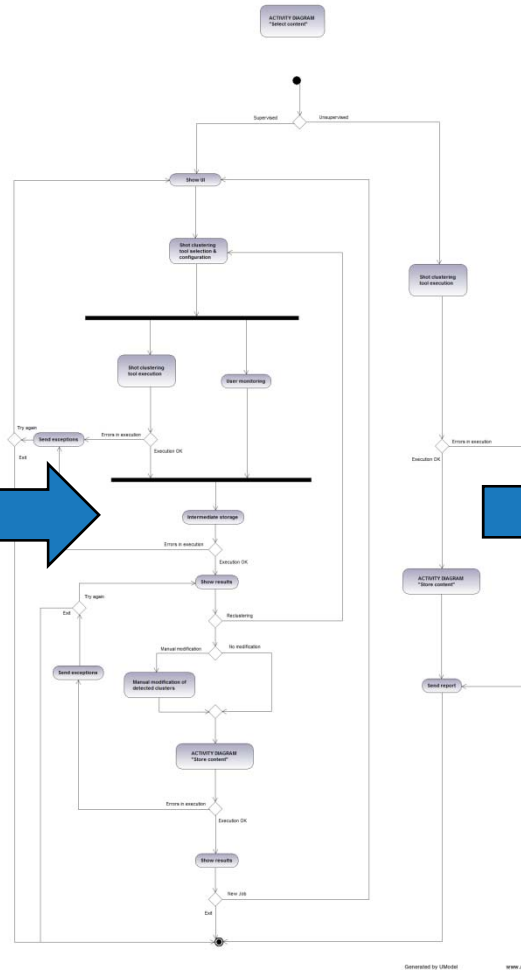 ACTIVITY DIAGRAM
"Select content"
Supervised
Unsupervised
Show UI
Shot clustering
tool selection &
configuration
Shot clustering
tool execution
Shot clustering
tool execution
User monitoring
Try again
Send exceptions
Errors in execution
Errors in execution
Exit
Execution OK
Execution OK
Intermediate storage
Errors in execution
Execution OK
Show results
ACTIVITY DIAGRAM
"Store content"
Try again
Exit
Reclustering
Manual modification
No modification
Send exceptions
Manual modification of
detected clusters
Send report
ACTIVITY DIAGRAM
"Store content"
Errors in execution
Execution OK
Show results
New Job
Exit
Generated by UModel
www.